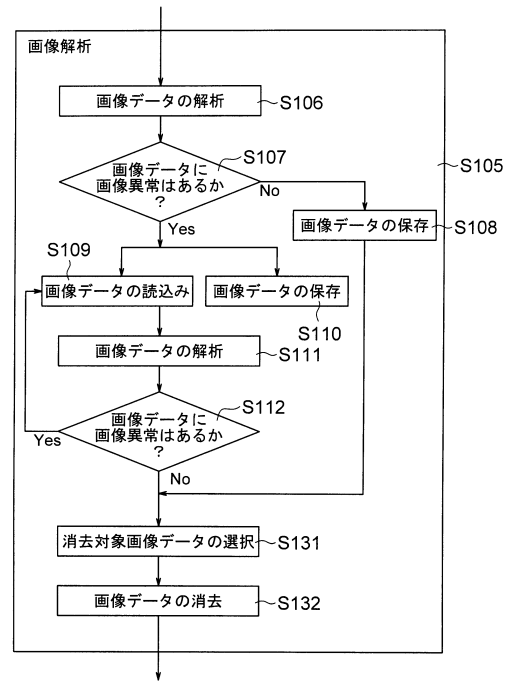 画像解析
画像データの解析
S106
画像データに
画像異常はあるか
？
S107
No
Yes
S105
画像データの保存
S108
S109
画像データの読込み
画像データの保存
S110
画像データの解析
S111
画像データに
画像異常はあるか
？
S112
Yes
No
消去対象画像データの選択
S131
画像データの消去
S132